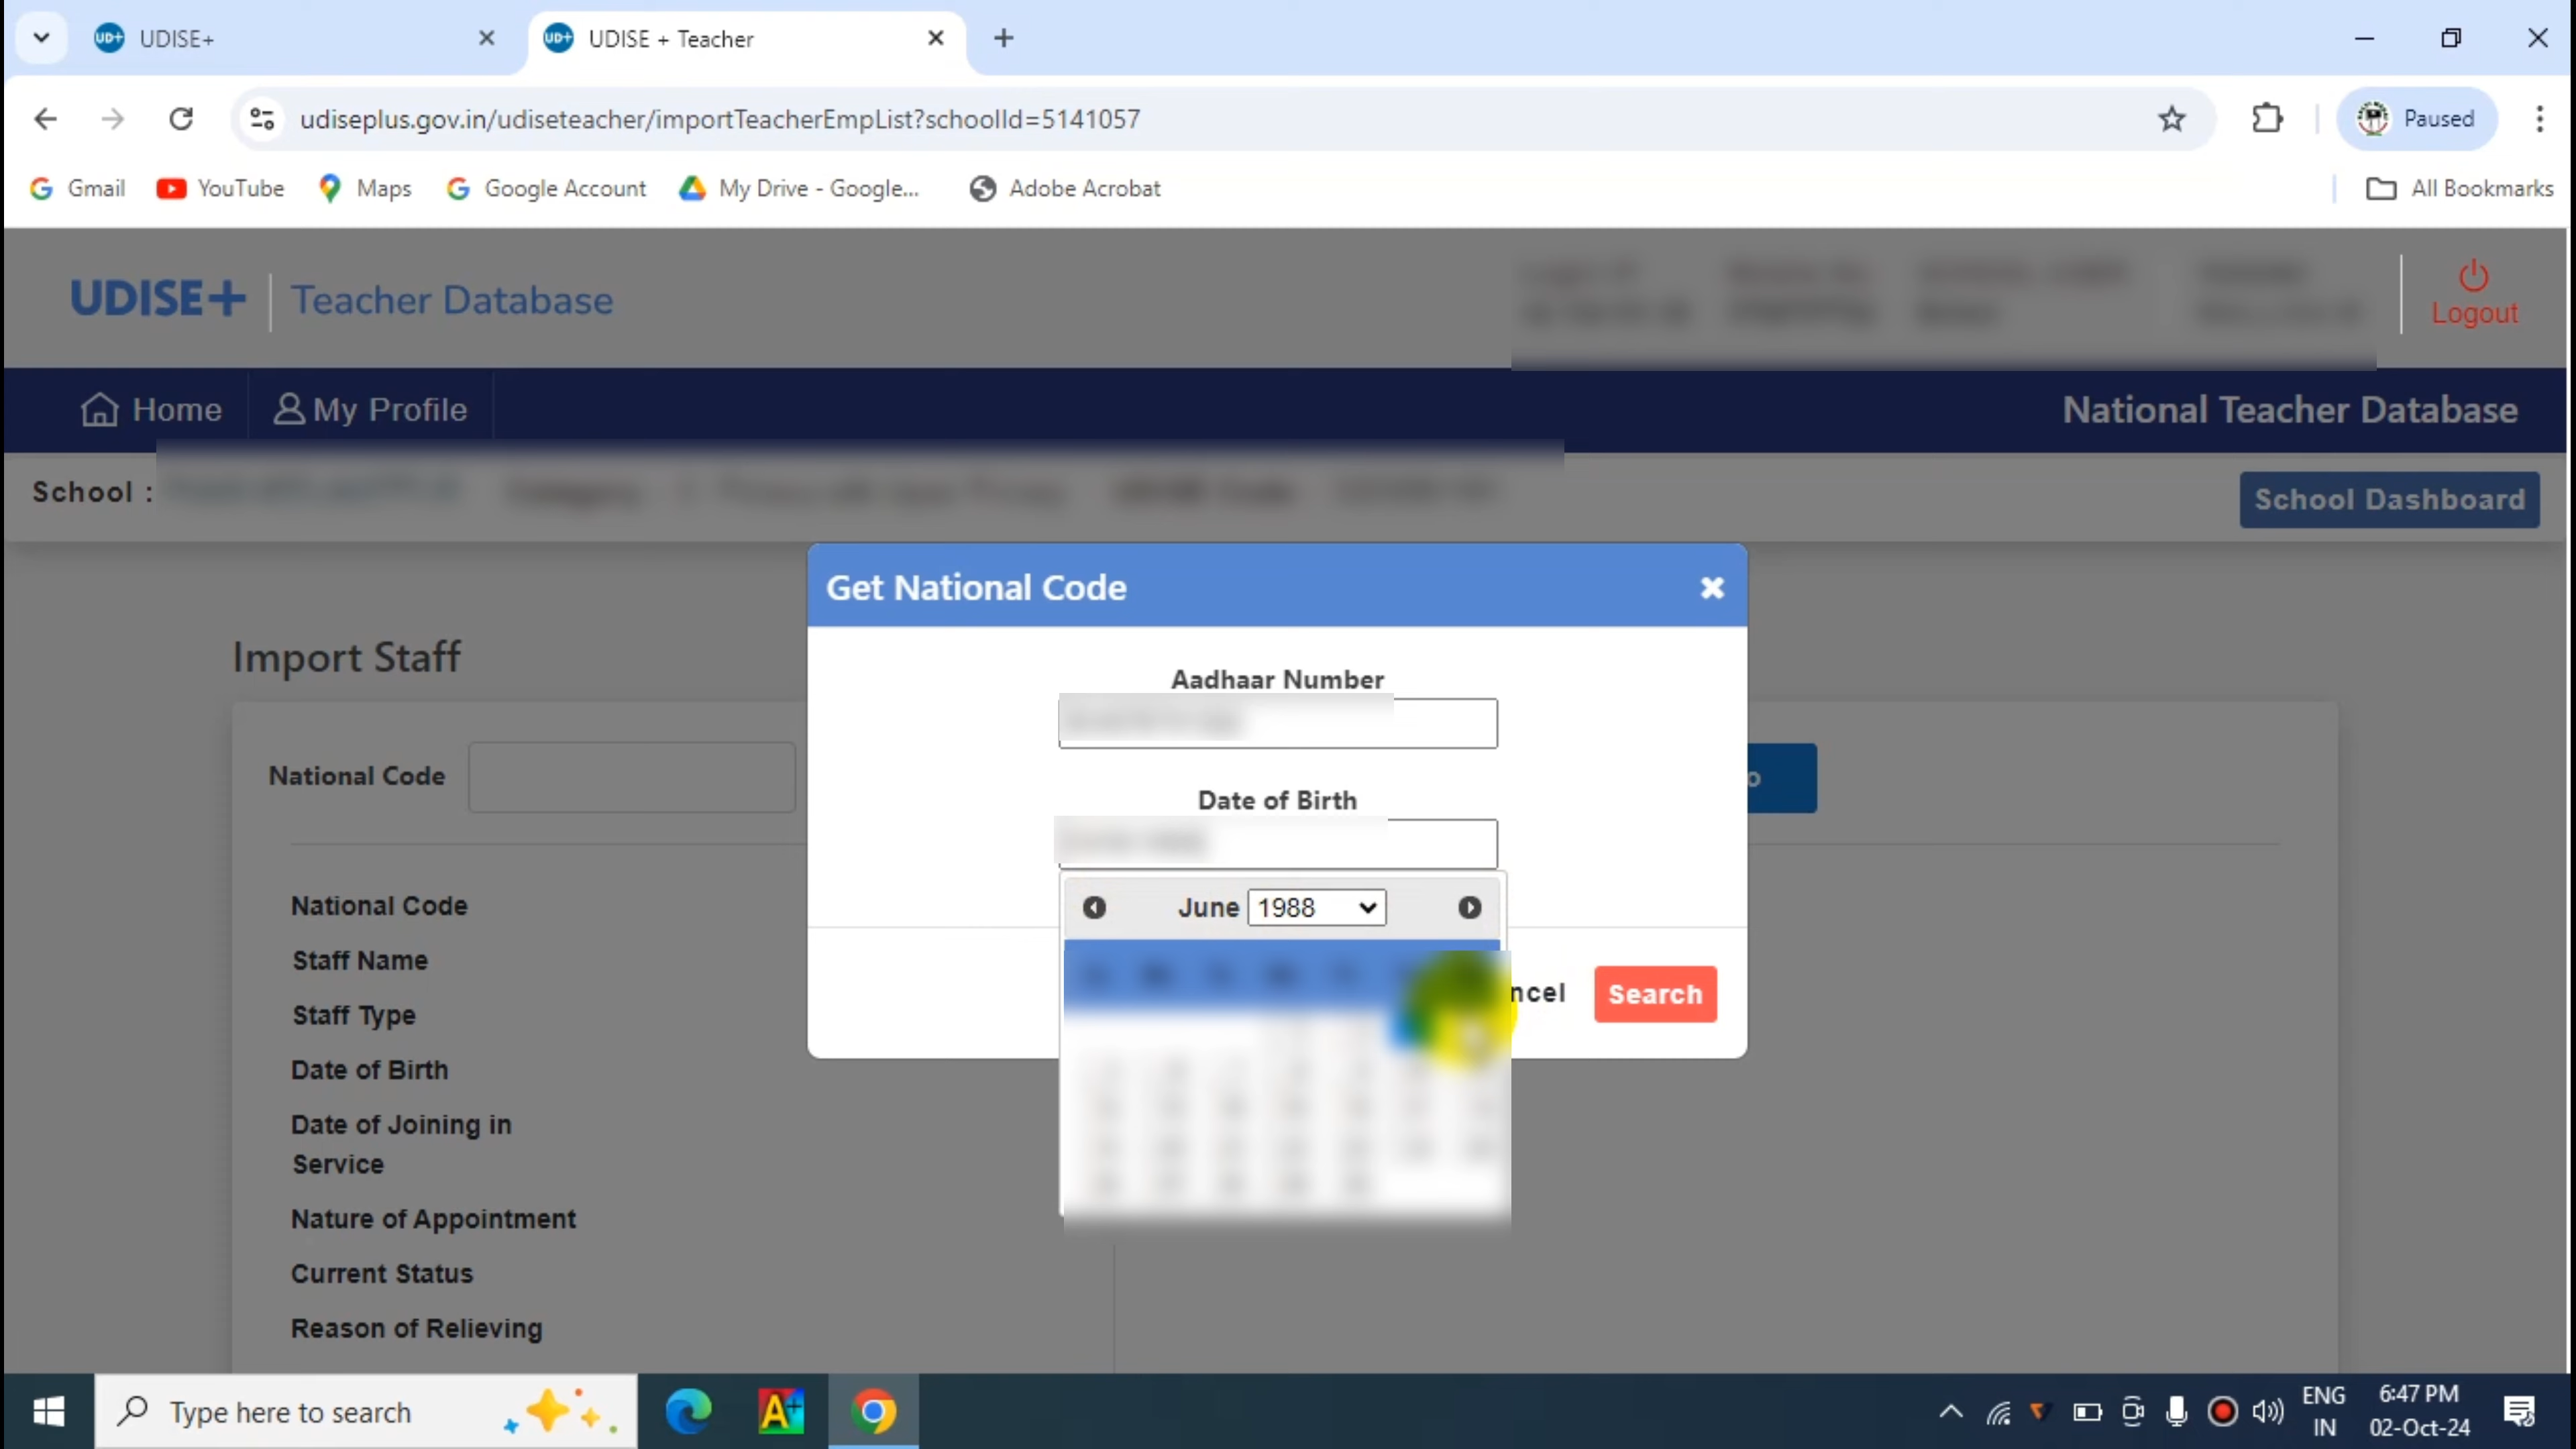 UDISE+
UDISE + Teacher
udiseplus.gov.in/udiseteacher/importTeacherEmpList?schoolId=5141057
Paused
Gmail
YouTube
Maps
Google Account
My Drive - Google...
Adobe Acrobat
All Bookmarks
UDISE+ Teacher Database
Logout
Home
My Profile
National Teacher Database
School :
School Dashboard
Get National Code
Import Staff
Aadhaar Number
National Code
Date of Birth
June 1988
Search
National Code
Staff Name
Staff Type
Date of Birth
Date of Joining in
Service
Nature of Appointment
Current Status
Reason of Relieving
Type here to search
ENG
IN
6:47 PM
02-Oct-24